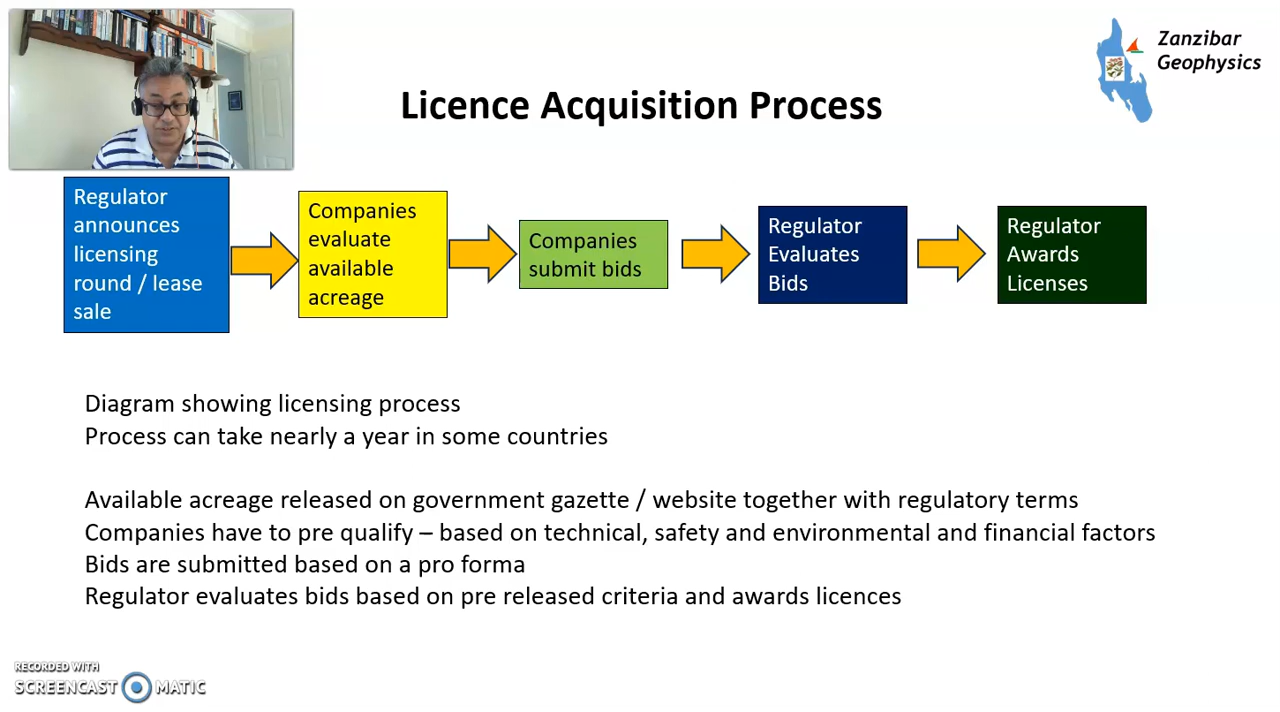 Zanzibar
Geophysics
Licence Acquisition Process
Regulator
announces
licensing
round / lease
sale
Companies
evaluate
available
acreage
Companies
submit bids
Regulator
Evaluates
Bids
Regulator
Awards
Licenses
Diagram showing licensing process
Process can take nearly a year in some countries
Available acreage released on government gazette / website together with regulatory terms
Companies have to pre qualify – based on technical, safety and environmental and financial factors
Bids are submitted based on a pro forma
Regulator evaluates bids based on pre released criteria and awards licences
RECORDED WITH
SCREENCAST MATIC